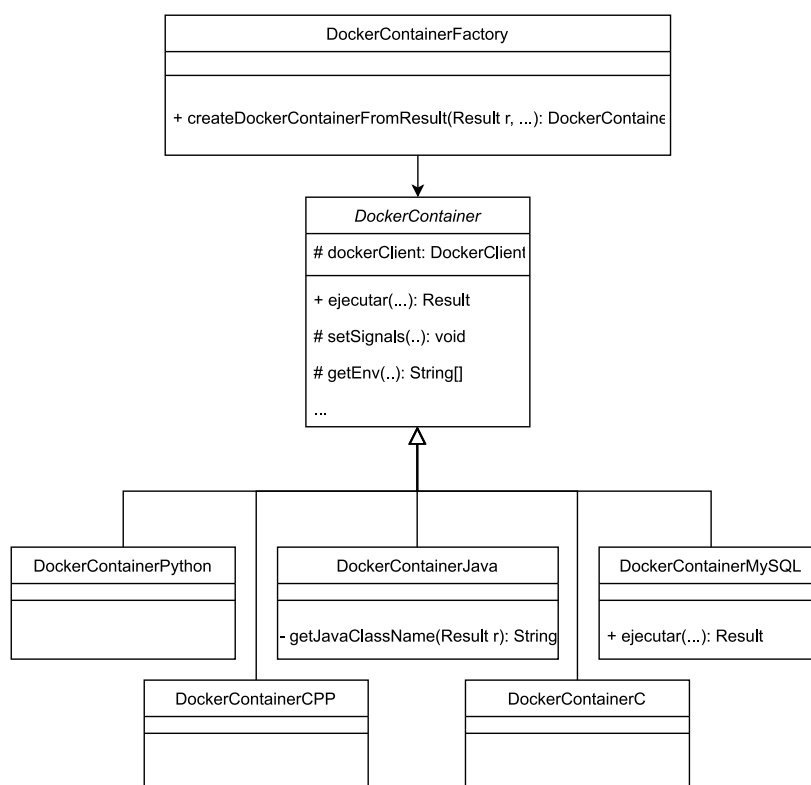 DockerContainerFactory
+ createDockerContainerFromResult(Result r, ...): DockerContaine
DockerContainer
# dockerClient: DockerClient
+ ejecutar(...): Result
# setSignals(..): void
# getEnv(..): String[]
...
DockerContainerPython
DockerContainerJava
- getJavaClassName(Result r): String
DockerContainerMySQL
+ ejecutar(...): Result
DockerContainerCPP
DockerContainerC